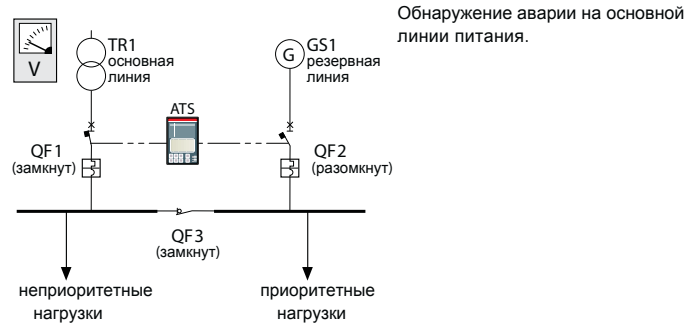 Обнаружение аварии на основной
линии питания.
V
TR1
основная
линия
G
GS1
резервная
линия
ATS
QF1
(замкнут)
QF2
(разомкнут)
QF3
(замкнут)
неприоритетные
нагрузки
приоритетные
нагрузки